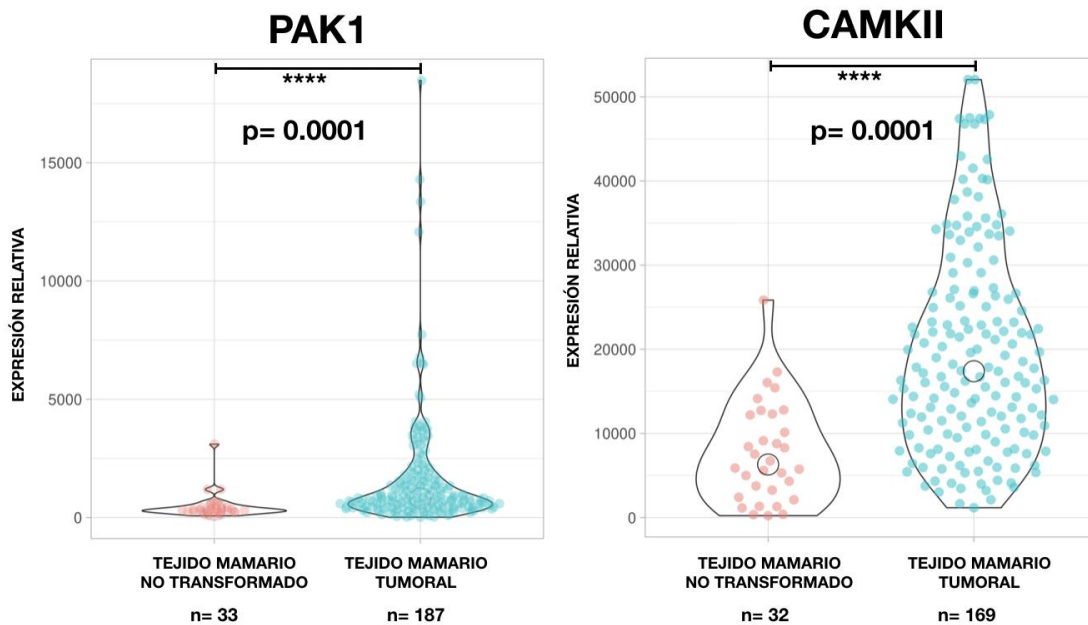 PAK1
****
p= 0.0001
EXPRESIÓN RELATIVA
15000
10000
5000
0
TEJIDO MAMARIO
NO TRANSFORMADO
n= 33
TEJIDO MAMARIO
TUMORAL
n= 187
CAMKII
****
p= 0.0001
EXPRESIÓN RELATIVA
50000
40000
30000
20000
10000
0
TEJIDO MAMARIO
NO TRANSFORMADO
n= 32
TEJIDO MAMARIO
TUMORAL
n= 169